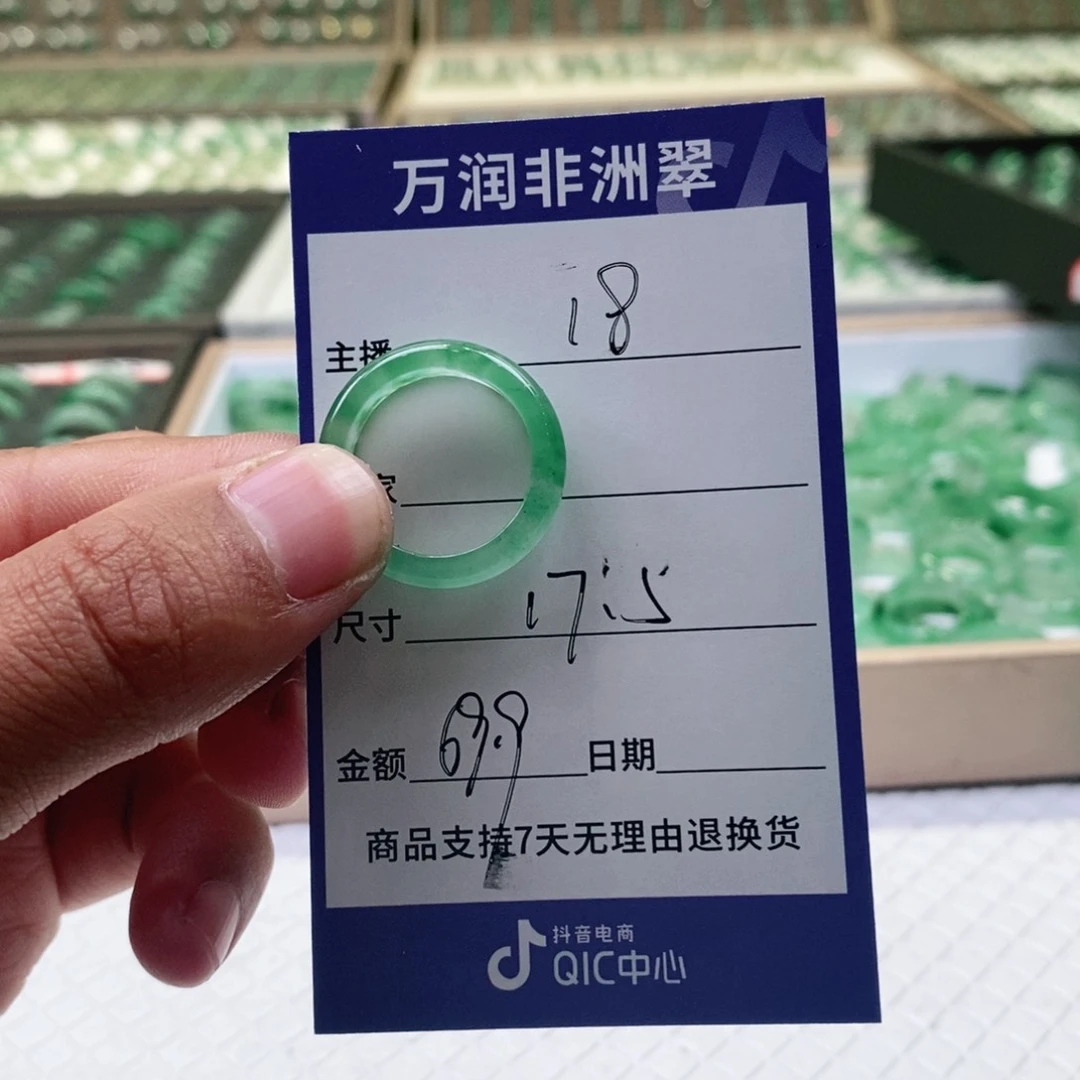 万润非洲翠
主播 18
家
尺寸 17.5
金额 69.9 日期
商品支持7天无理由退换货
抖音电商
QIC中心